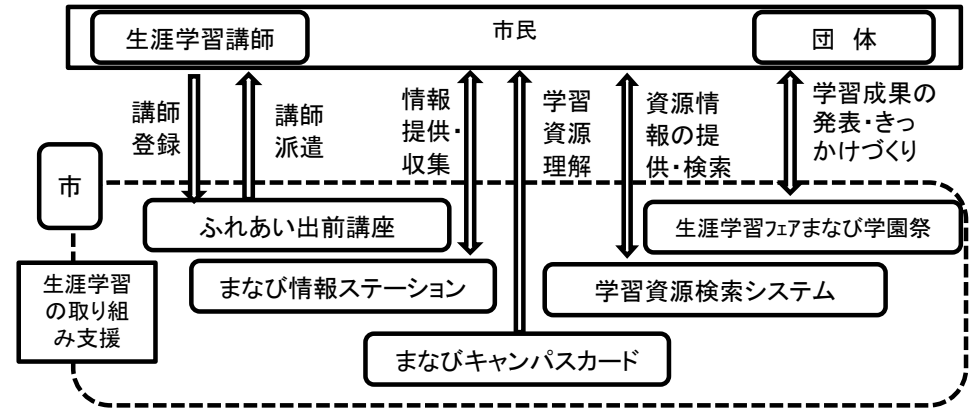 生涯学習講師
市民
団　体
講師
登録
講師
派遣
情報
提供・
収集
学習
資源
理解
資源情
報の提
供・検索
学習成果の
発表・きっ
かけづくり
市
ふれあい出前講座
生涯学習フェアまなび学園祭
まなび情報ステーション
学習資源検索システム
生涯学習
の取り組
み支援
まなびキャンパスカード